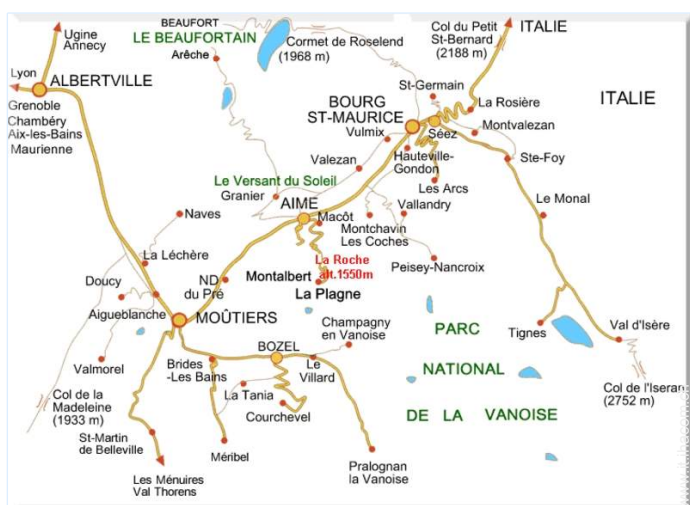 BEAUFORT
LE BEAUFORTAIN
Arêche
Cormet de Roselend
(1968 m)
Col du Petit
St-Bernard
(2188 m)
ITALIE
Ugine
Annecy
Lyon
ALBERTVILLE
Grenoble
Chambéry
Aix-les-Bains
Maurienne
St-Germain
La Rosière
ITALIE
BOURG
ST-MAURICE
Séez
Montvalezan
Vulmix
Hauteville-
Gondon
Ste-Foy
Valezan
Les Arcs
Le Versant du Soleil
Granier
AIME
Macôt
Vallandry
Le Monal
Montchavin
Les Coches
Naves
La Léchère
La Roche
alt.1550m
Peisey-Nancroix
Doucy
ND
du Pré
Montalbert
La Plagne
Aigueblanche
MOÛTIERS
Champagny
en Vanoise
PARC
Tignes
Val d'Isère
BOZEL
Valmorel
Brides
-Les Bains
Le
Villard
NATIONAL
Col de la
Madeleine
(1933 m)
La Tania
Courchevel
Col de l'Iseran
(2752 m)
DE LA VANOISE
St-Martin
de Belleville
Méribel
Pralognan
la Vanoise
Les Ménuires
Val Thorens